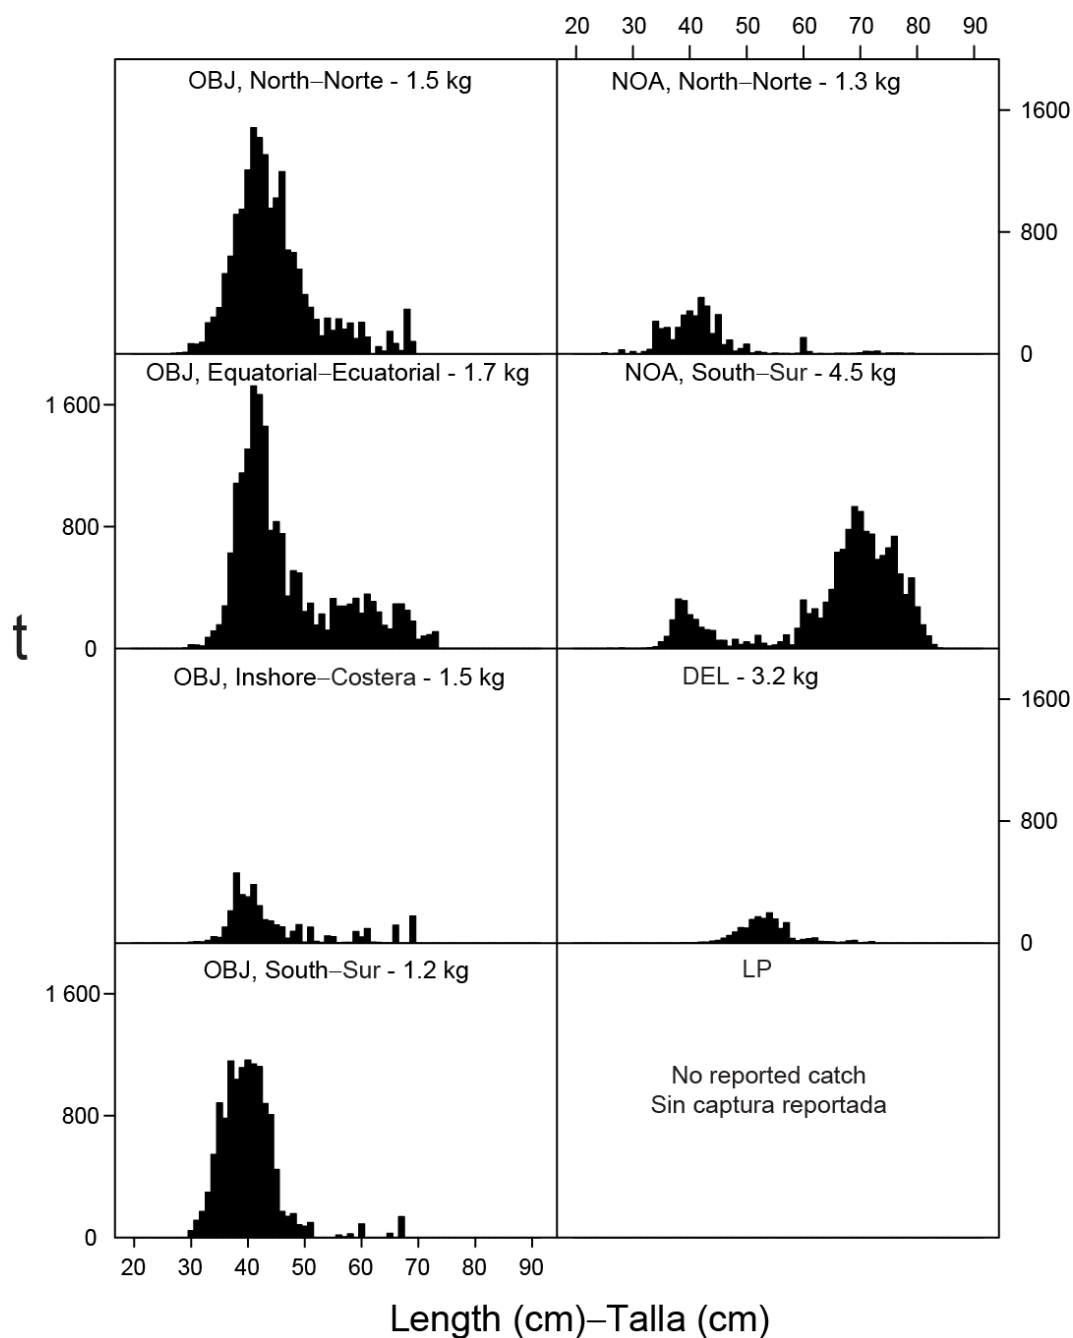 20 30 40 50 60 70 80 90
OBJ, North–Norte - 1.5 kg
NOA, North–Norte - 1.3 kg
1600
800
0
OBJ, Equatorial–Ecuatorial - 1.7 kg
NOA, South–Sur - 4.5 kg
1 600
800
0
t
OBJ, Inshore–Costera - 1.5 kg
DEL - 3.2 kg
1600
800
0
OBJ, South–Sur - 1.2 kg
LP
1 600
800
0
No reported catch
Sin captura reportada
20 30 40 50 60 70 80 90
Length (cm)–Talla (cm)